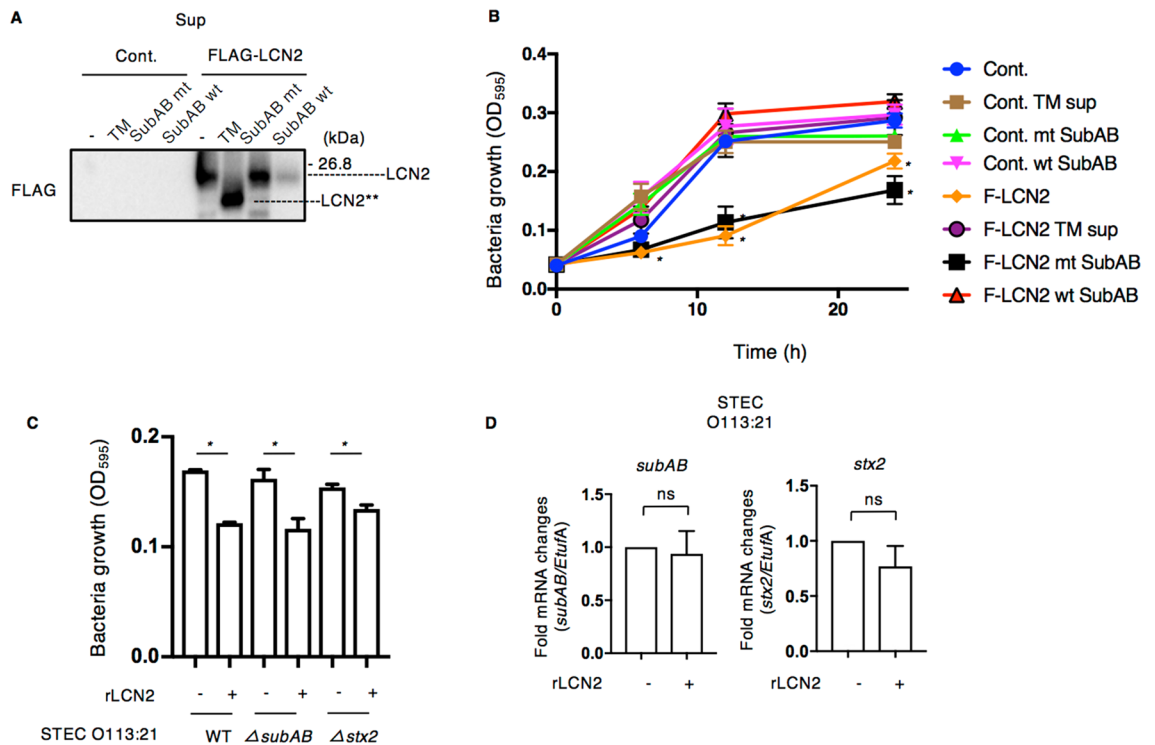 A
Sup
Cont.
FLAG-LCN2
-
TM
SubAB mt
SubAB wt
-
TM
SubAB mt
SubAB wt
(kDa)
- 26.8
FLAG
LCN2
LCN2**
B
Bacteria growth (OD595)
0.4
0.3
0.2
0.1
0.0
0
10
20
Time (h)
*
*
*
*
*
Cont.
Cont. TM sup
Cont. mt SubAB
Cont. wt SubAB
F-LCN2
F-LCN2 TM sup
F-LCN2 mt SubAB
F-LCN2 wt SubAB
C
Bacteria growth (OD595)
0.2
0.1
0.0
* * *
rLCN2 - + - + - +
STEC O113:21 WT ΔsubAB Δstx2
D
STEC
O113:21
subAB
Fold mRNA changes
(subAB/EtufA)
1.5
1.0
0.5
0.0
ns
rLCN2 - +
stx2
Fold mRNA changes
(stx2/EtufA)
1.5
1.0
0.5
0.0
ns
rLCN2 - +